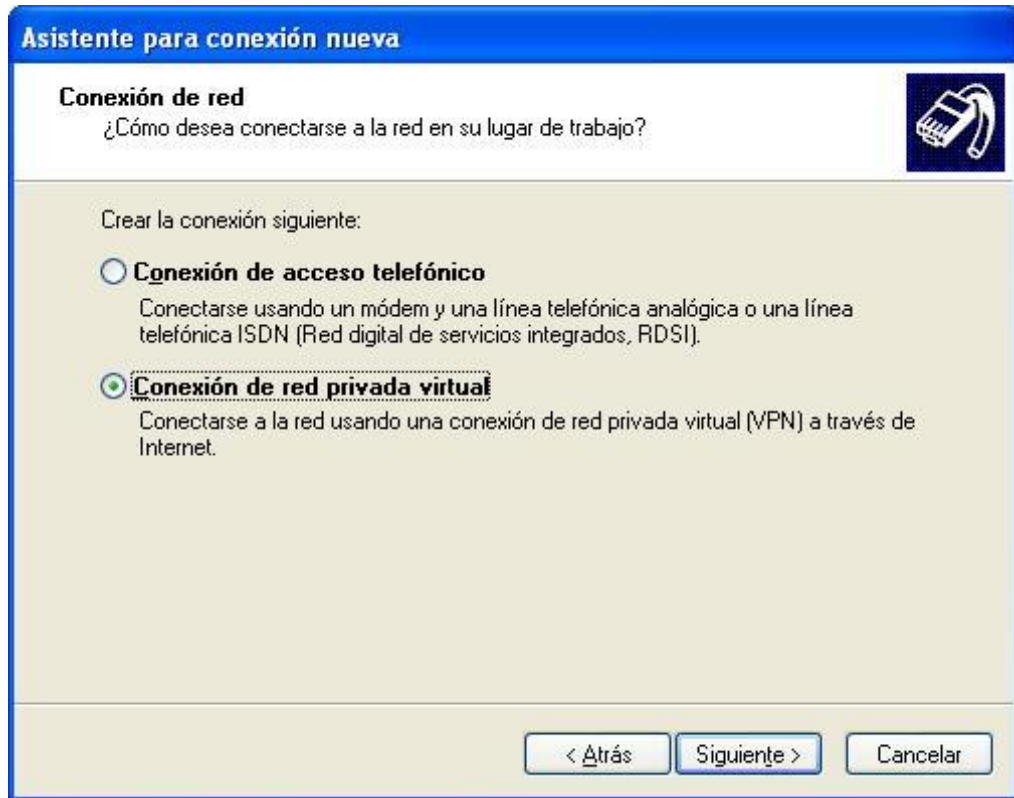 Asistente para conexión nueva
Conexión de red
¿Cómo desea conectarse a la red en su lugar de trabajo?
Crear la conexión siguiente:
Conexión de acceso telefónico
Conectarse usando un módem y una línea telefónica analógica o una línea
telefónica ISDN (Red digital de servicios integrados, RDSI).
Conexión de red privada virtual
Conectarse a la red usando una conexión de red privada virtual (VPN) a través de
Internet.
< Atrás
Siguiente >
Cancelar